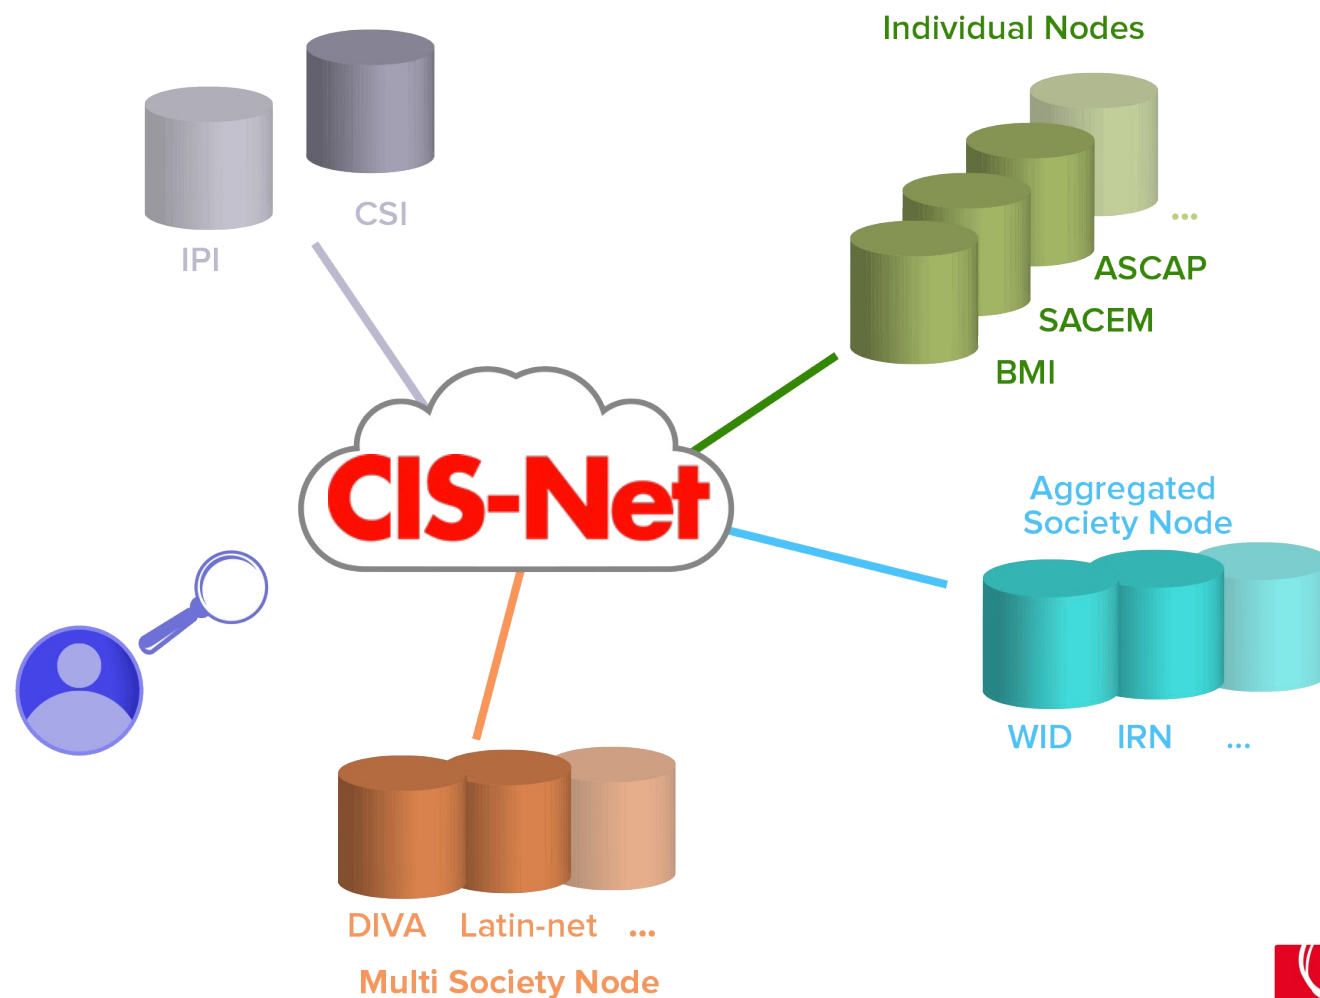 Individual Nodes
CSI
IPI
...
ASCAP
SACEM
BMI
CIS-Net
Aggregated
Society Node
WID IRN ...
DIVA Latin-net ...
Multi Society Node